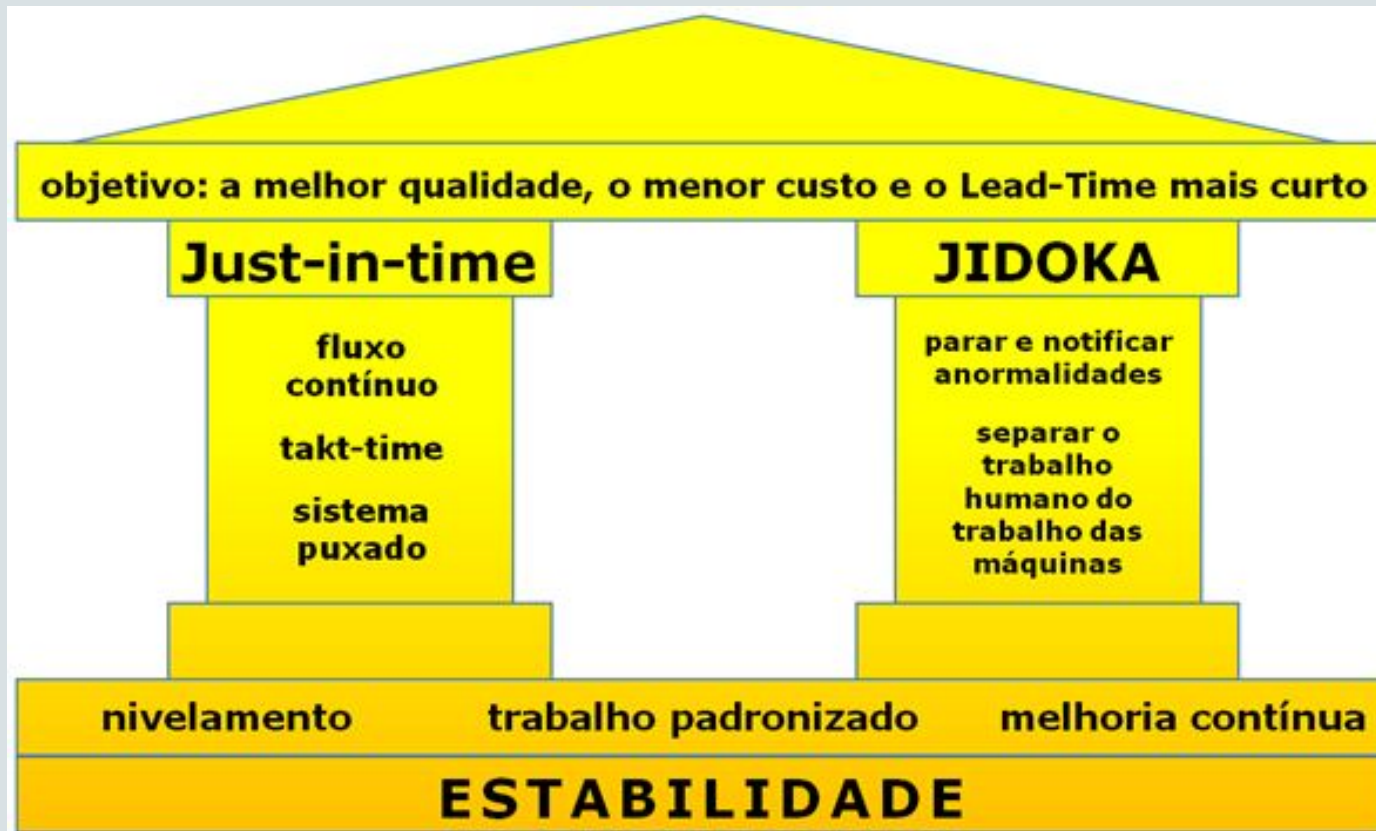 objetivo: a melhor qualidade, o menor custo e o Lead-Time mais curto
Just-in-time
fluxo
contínuo
takt-time
sistema
puxado
JIDOKA
parar e notificar
anormalidades
separar o
trabalho
humano do
trabalho das
máquinas
nivelamento
trabalho padronizado
melhoria contínua
ESTABILIDADE